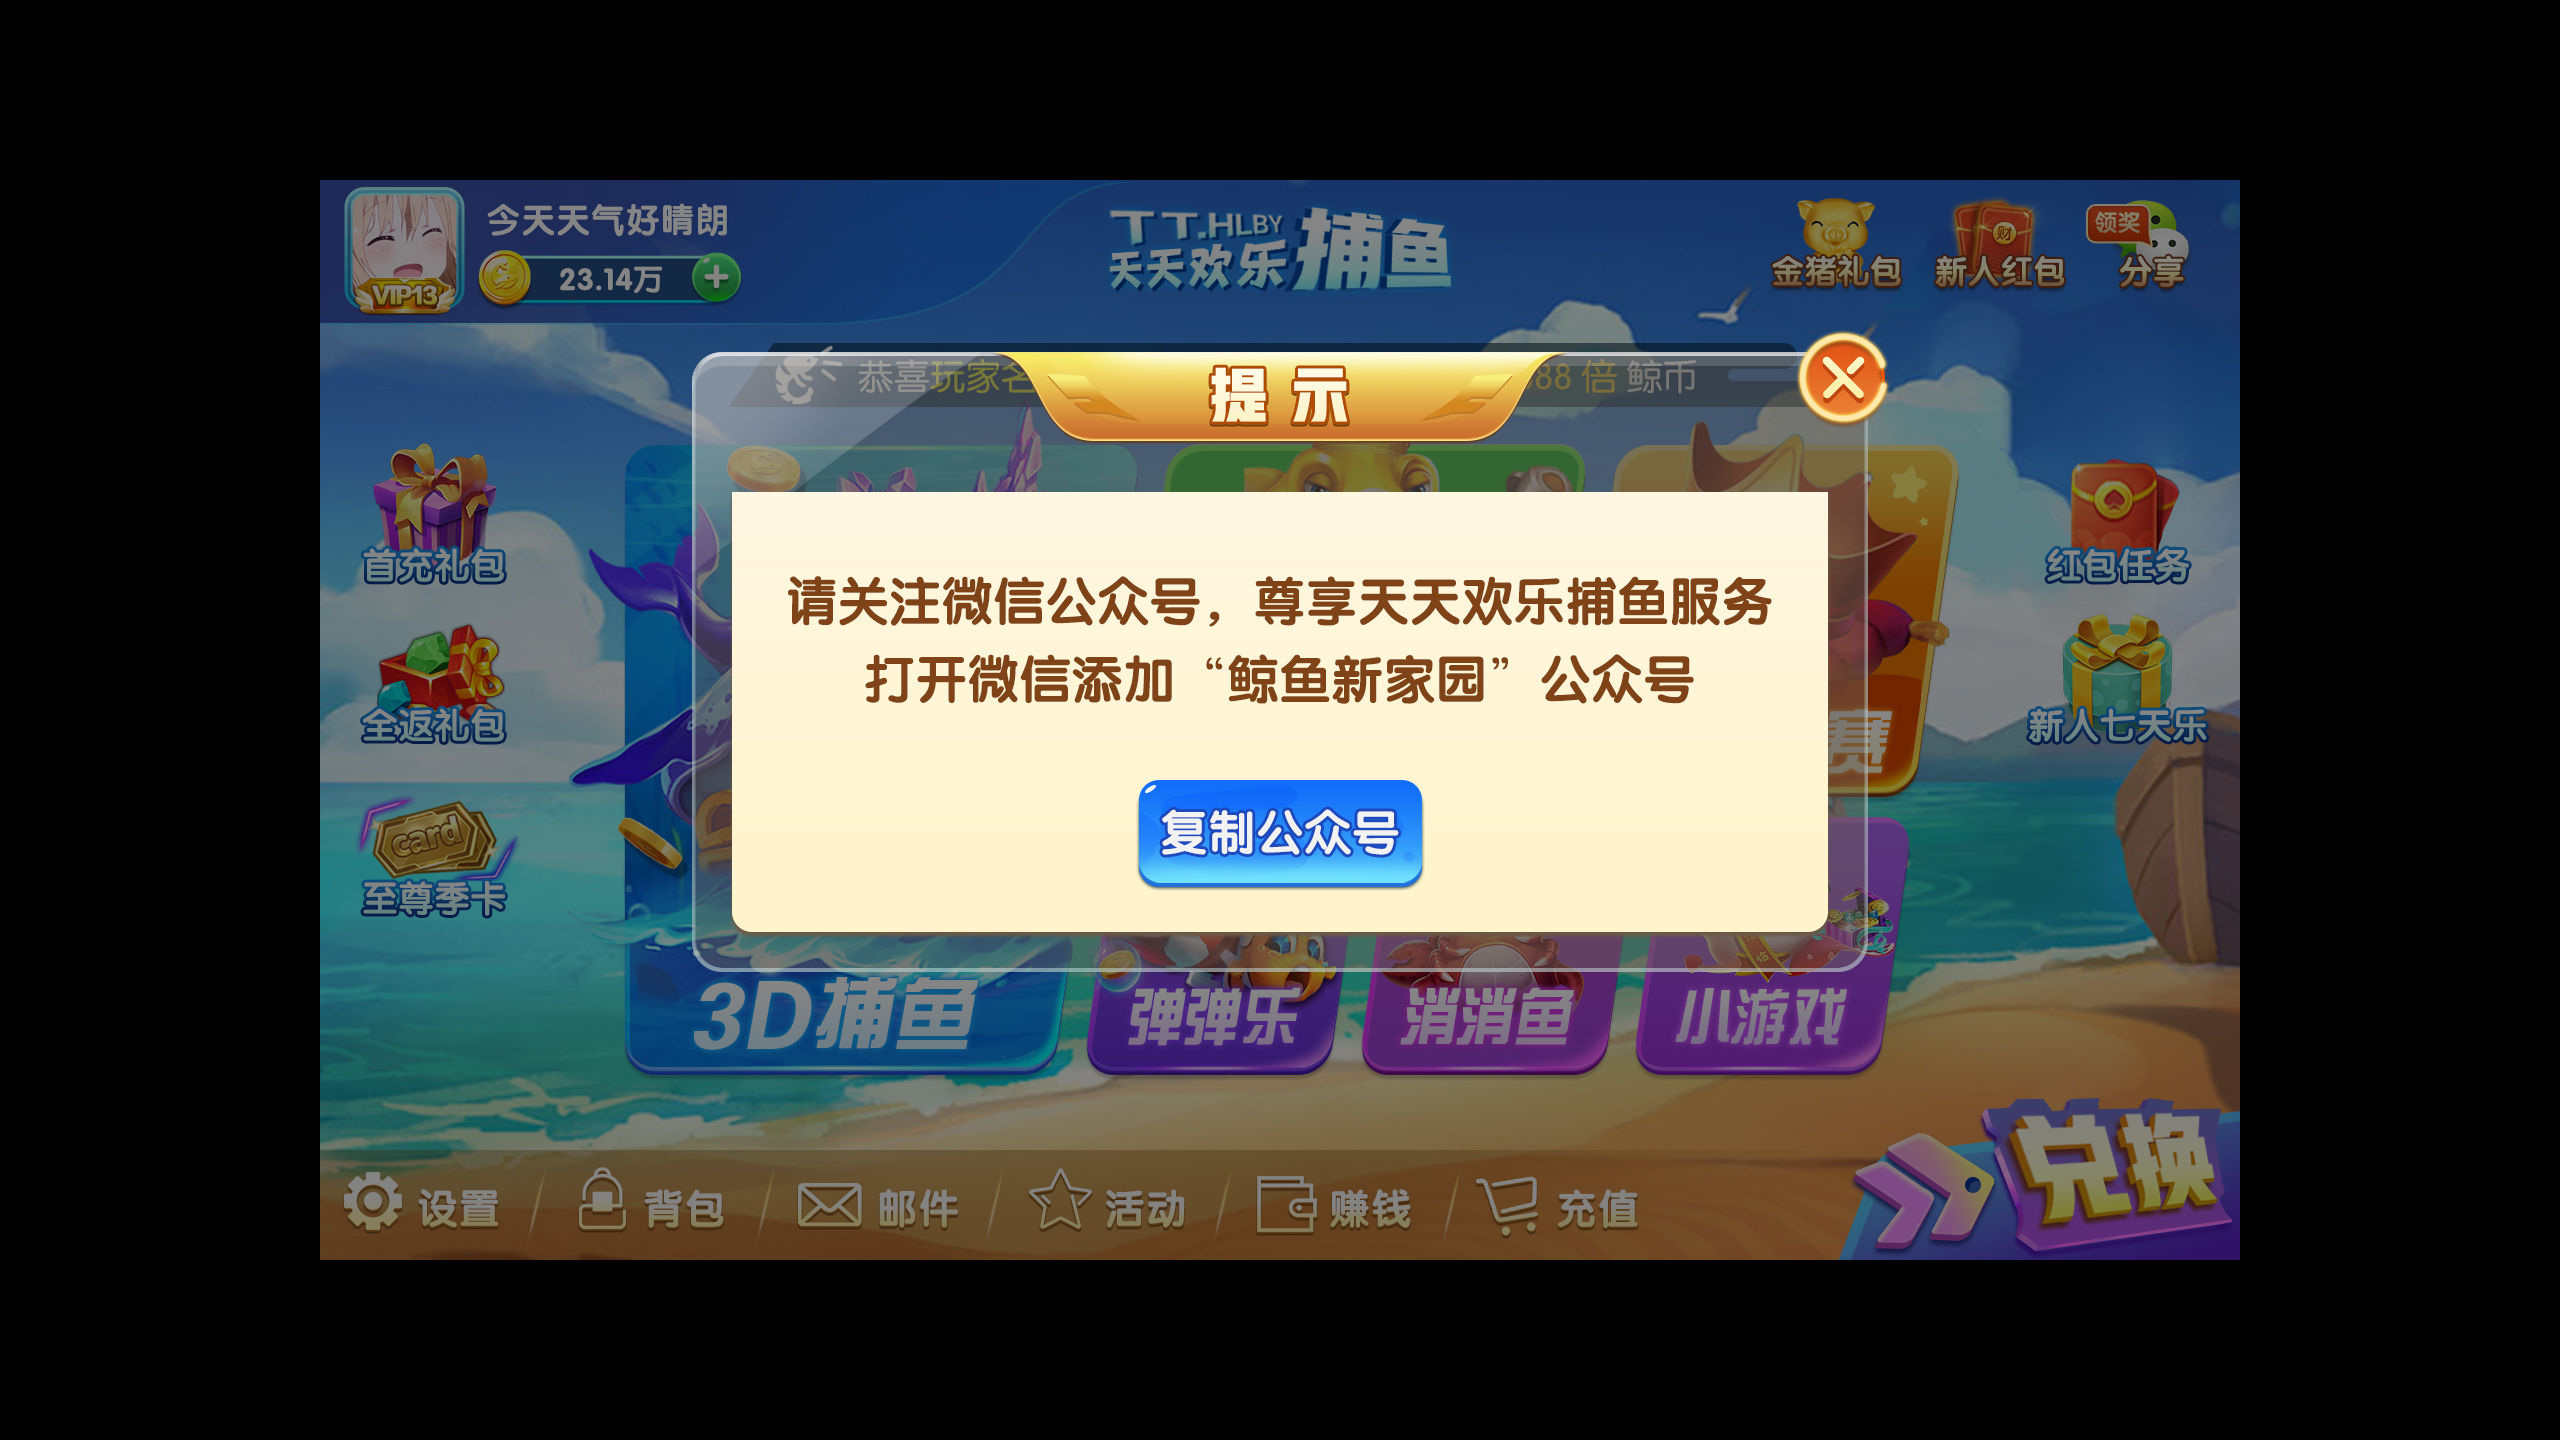 今天天气好晴朗
23.14万
VIP13
TT.HLBY
天天欢乐捕鱼
金猪礼包
财
新人红包
领奖
分享
恭喜玩家名
88 倍 鲸币
提示
请关注微信公众号，尊享天天欢乐捕鱼服务
打开微信添加“鲸鱼新家园”公众号
复制公众号
首充礼包
全返礼包
card
至尊季卡
红包任务
新人七天乐
赛
3D捕鱼
弹弹乐
消消鱼
小游戏
设置
背包
邮件
活动
赚钱
充值
兑换